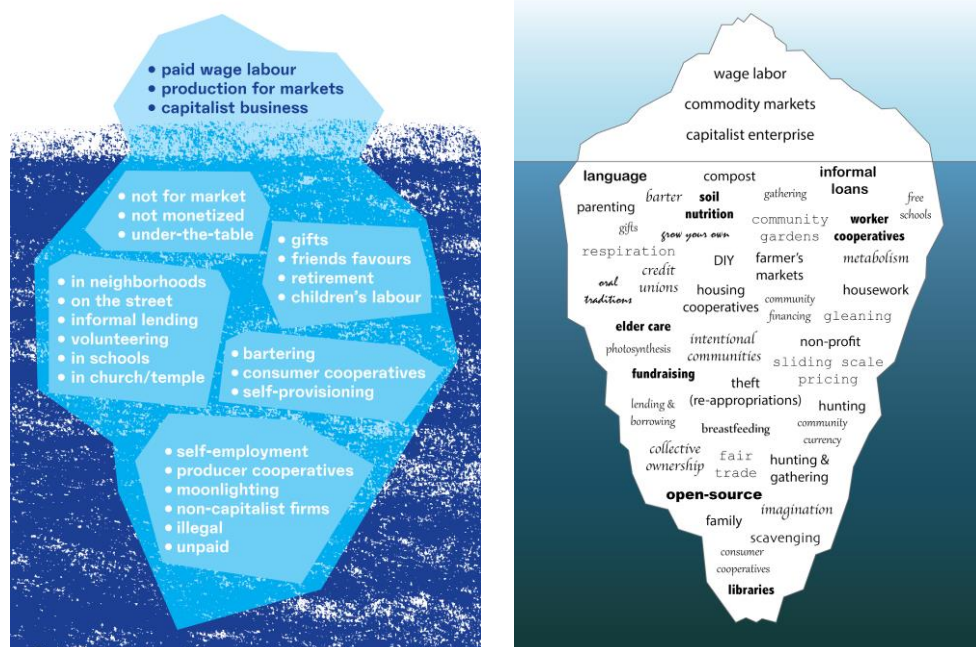 • paid wage labour
• production for markets
• capitalist business
• not for market
• not monetized
• under-the-table
• gifts
• friends favours
• retirement
• children's labour
• in neighborhoods
• on the street
• informal lending
• volunteering
• in schools
• in church/temple
• bartering
• consumer cooperatives
• self-provisioning
• self-employment
• producer cooperatives
• moonlighting
• non-capitalist firms
• illegal
• unpaid
wage labor
commodity markets
capitalist enterprise
language
compost
informal
loans
parenting
barter
soil
nutrition
gathering
free
schools
gifts
grow your own
community
gardens
worker
cooperatives
respiration
DIY
farmer's
markets
metabolism
oral
traditions
credit
unions
housing
cooperatives
community
financing
housework
gleaning
elder care
photosynthesis
intentional
communities
non-profit
sliding scale
pricing
fundraising
theft
(re-appropriations)
hunting
lending &
borrowing
breastfeeding
community
currency
collective
ownership
fair
trade
hunting &
gathering
open-source
imagination
family
scavenging
consumer
cooperatives
libraries